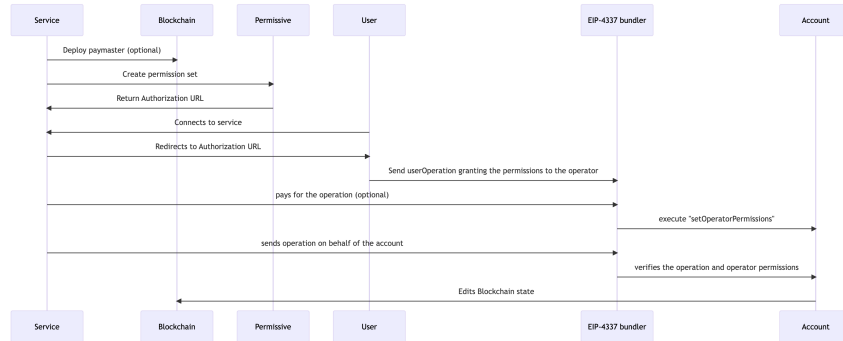 Service Blockchain Permissive User EIP-4337 bundler Account
Deploy paymaster (optional)
Create permission set
Return Authorization URL
Connects to service
Redirects to Authorization URL
Send userOperation granting the permissions to the operator
pays for the operation (optional)
execute "setOperatorPermissions"
sends operation on behalf of the account
verifies the operation and operator permissions
Edits Blockchain state
Service Blockchain Permissive User EIP-4337 bundler Account